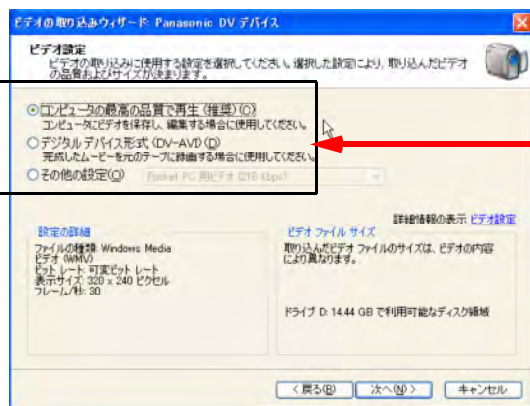 ビデオの取り込みウィザード: Panasonic DV デバイス
ビデオ設定
ビデオの取り込みに使用する設定を選択してください。選択した設定により、取り込んだビデオ
の品質およびサイズが決まります。
コンピュータの最高の品質で再生 (推奨)(C)
コンピュータにビデオを保存し、編集する場合に使用してください。
デジタル デバイス形式 (DV-AVI)(D)
完成したムービーを元のテープに録画する場合に使用してください。
その他の設定(O)
Pocket PC 用ビデオ (218 Kbps)
詳細情報の表示 ビデオ設定
設定の詳細
ファイルの種類: Windows Media
ビデオ (WMV)
ビット レート: 可変ビット レート
表示サイズ: 320 x 240 ピクセル
フレーム/秒: 30
ビデオ ファイル サイズ
取り込んだビデオ ファイルのサイズは、ビデオの内容
により異なります。
ドライブ D: 14.44 GB で利用可能なディスク領域
< 戻る(B)
次へ(N) >
キャンセル